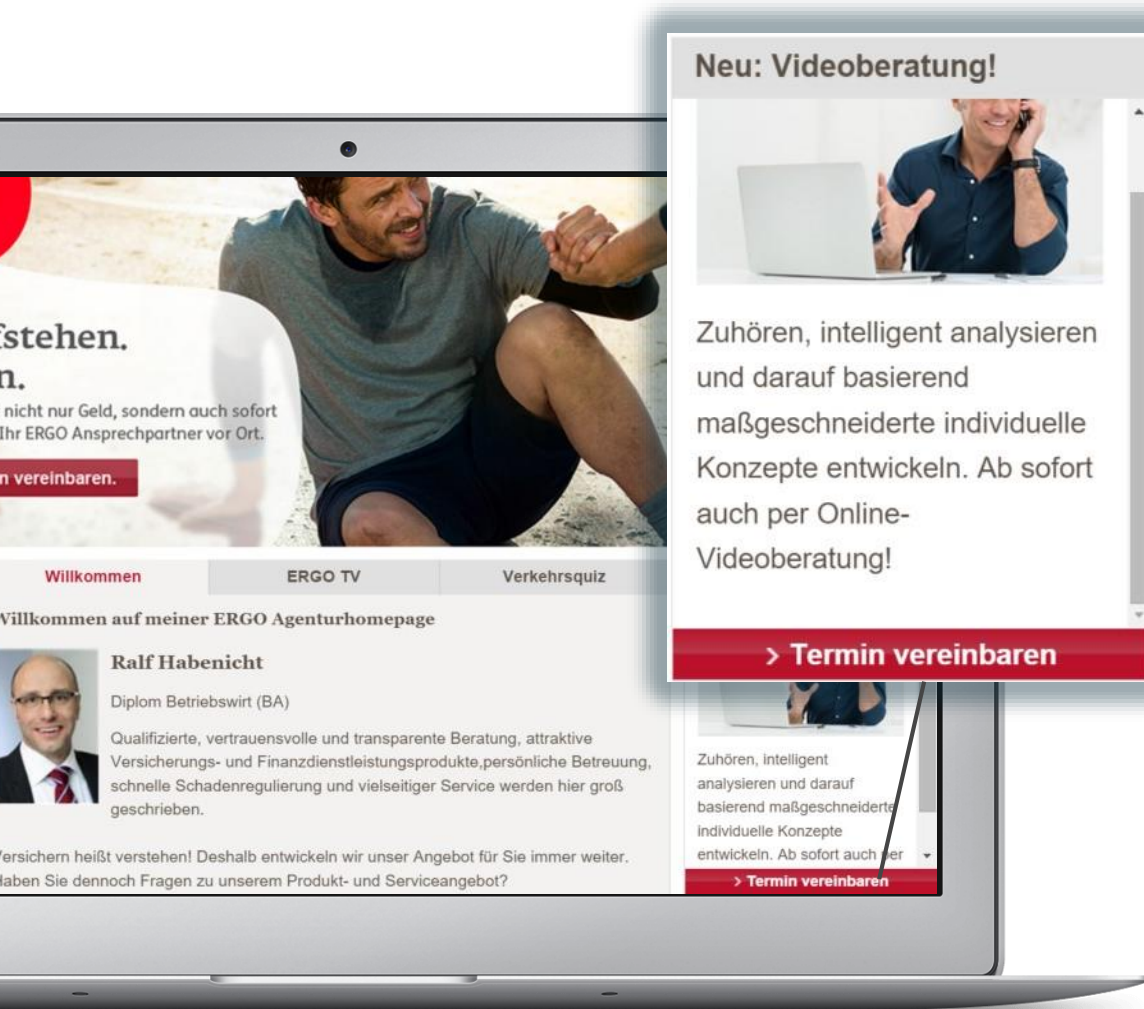 Neu: Videoberatung!
Zuhören, intelligent analysieren
und darauf basierend
maßgeschneiderte individuelle
Konzepte entwickeln. Ab sofort
auch per Online-
Videoberatung!
> Termin vereinbaren
fstehen.
n.
nicht nur Geld, sondern auch sofort
Ihr ERGO Ansprechpartner vor Ort.
n vereinbaren.
Willkommen ERGO TV Verkehrsquiz
Willkommen auf meiner ERGO Agenturhomepage
Ralf Habenicht
Diplom Betriebswirt (BA)
Qualifizierte, vertrauensvolle und transparente Beratung, attraktive
Versicherungs- und Finanzdienstleistungsprodukte,persönliche Betreuung,
schnelle Schadenregulierung und vielseitiger Service werden hier groß
geschrieben.
Versichern heißt verstehen! Deshalb entwickeln wir unser Angebot für Sie immer weiter.
Haben Sie dennoch Fragen zu unserem Produkt- und Serviceangebot?
Zuhören, intelligent
analysieren und darauf
basierend maßgeschneiderte
individuelle Konzepte
entwickeln. Ab sofort auch per
> Termin vereinbaren